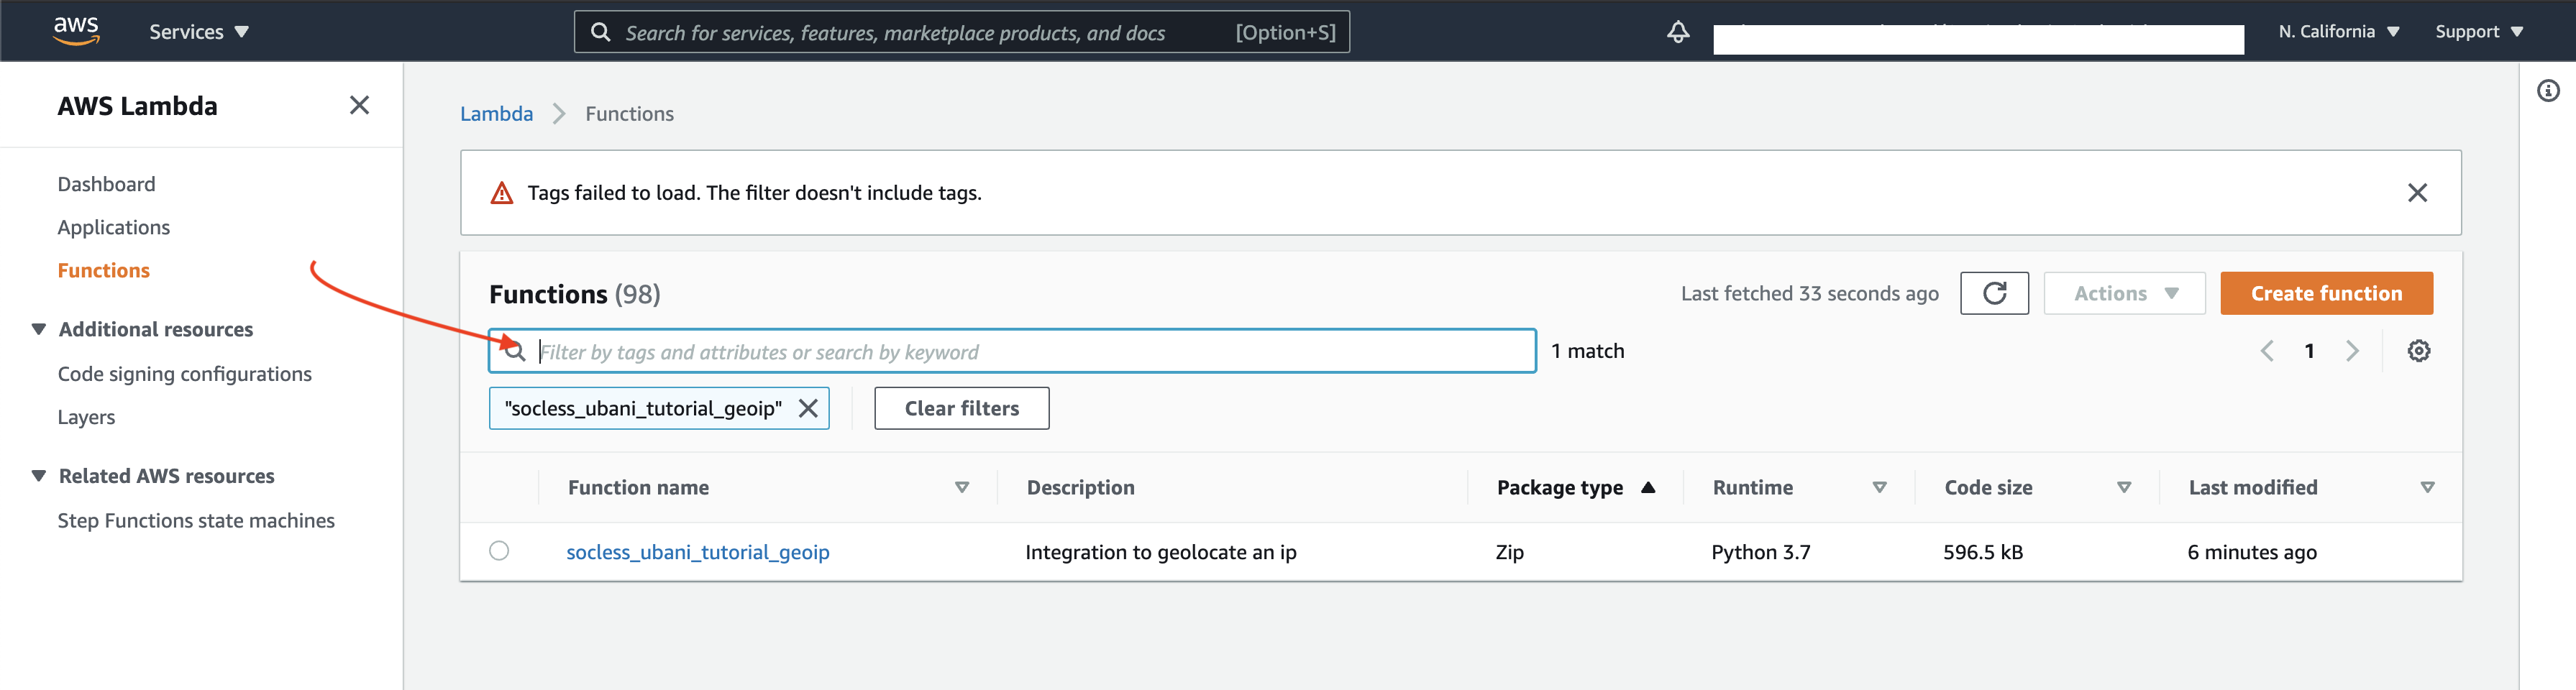 aws
Services
Search for services, features, marketplace products, and docs
[Option+S]
N. California
Support
AWS Lambda
Dashboard
Applications
Functions
Additional resources
Code signing configurations
Layers
Related AWS resources
Step Functions state machines
Lambda
Functions
Tags failed to load. The filter doesn't include tags.
Functions (98)
Last fetched 33 seconds ago
Actions
Create function
Filter by tags and attributes or search by keyword
1 match
1
"socless_ubani_tutorial_geoip"
Clear filters
Function name
Description
Package type
Runtime
Code size
Last modified
socless_ubani_tutorial_geoip
Integration to geolocate an ip
Zip
Python 3.7
596.5 kB
6 minutes ago